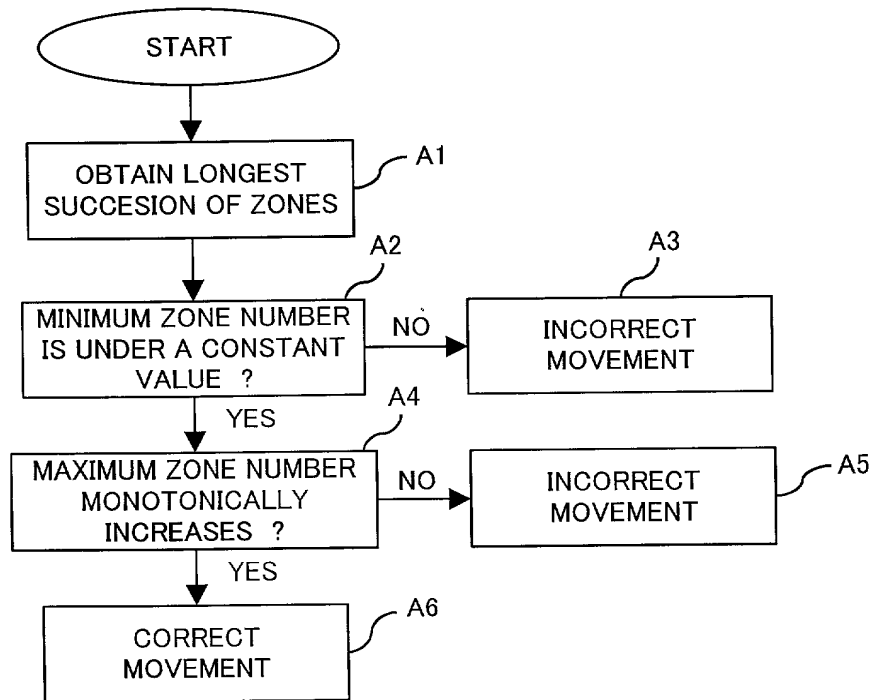 START
A1
OBTAIN LONGEST
SUCCESION OF ZONES
A2
MINIMUM ZONE NUMBER
IS UNDER A CONSTANT
VALUE ?
NO
A3
INCORRECT
MOVEMENT
YES
A4
MAXIMUM ZONE NUMBER
MONOTONICALLY
INCREASES ?
NO
INCORRECT
MOVEMENT
A5
YES
A6
CORRECT
MOVEMENT